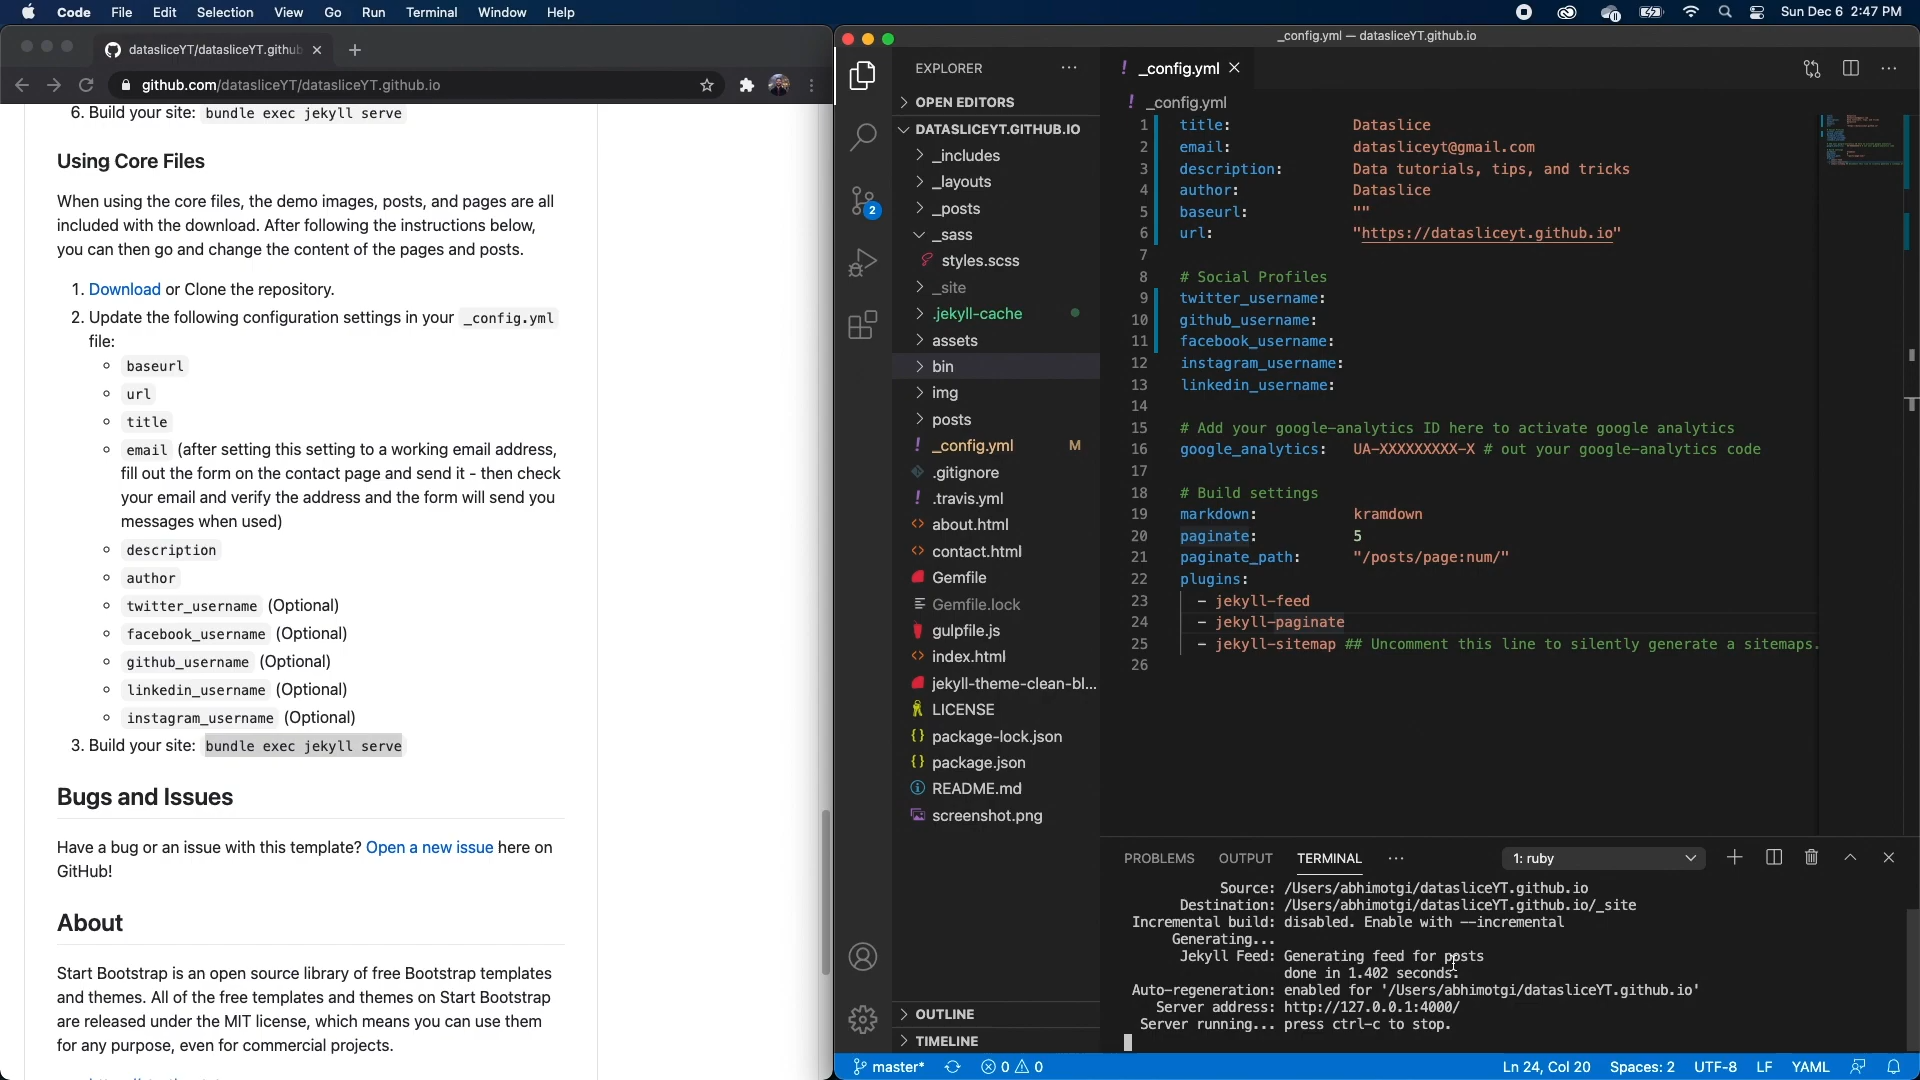 Code File Edit Selection View Go Run Terminal Window Help
Sun Dec 6 2:47 PM
datasliceYT/datasliceYT.github
github.com/datasliceYT/datasliceYT.github.io
6. Build your site: bundle exec jekyll serve
Using Core Files
When using the core files, the demo images, posts, and pages are all
included with the download. After following the instructions below,
you can then go and change the content of the pages and posts.
1. Download or Clone the repository.
2. Update the following configuration settings in your _config.yml
file:
baseurl
url
title
email (after setting this setting to a working email address,
fill out the form on the contact page and send it - then check
your email and verify the address and the form will send you
messages when used)
description
author
twitter_username (Optional)
facebook_username (Optional)
github_username (Optional)
linkedin_username (Optional)
instagram_username (Optional)
3. Build your site: bundle exec jekyll serve
Bugs and Issues
Have a bug or an issue with this template? Open a new issue here on
GitHub!
About
Start Bootstrap is an open source library of free Bootstrap templates
and themes. All of the free templates and themes on Start Bootstrap
are released under the MIT license, which means you can use them
for any purpose, even for commercial projects.
_config.yml — datasliceYT.github.io
EXPLORER
OPEN EDITORS
DATASLICEYT.GITHUB.IO
_includes
_layouts
_posts
_sass
styles.scss
_site
.jekyll-cache
assets
bin
img
posts
_config.yml M
.gitignore
.travis.yml
about.html
contact.html
Gemfile
Gemfile.lock
gulpfile.js
index.html
jekyll-theme-clean-bl...
LICENSE
package-lock.json
package.json
README.md
screenshot.png
OUTLINE
TIMELINE
2
! _config.yml
! _config.yml
1 title: Dataslice
2 email: datasliceyt@gmail.com
3 description: Data tutorials, tips, and tricks
4 author: Dataslice
5 baseurl: ""
6 url: "https://datasliceyt.github.io"
7
8 # Social Profiles
9 twitter_username:
10 github_username:
11 facebook_username:
12 instagram_username:
13 linkedin_username:
14
15 # Add your google-analytics ID here to activate google analytics
16 google_analytics: UA-XXXXXXXXX-X # out your google-analytics code
17
18 # Build settings
19 markdown: kramdown
20 paginate: 5
21 paginate_path: "/posts/page:num/"
22 plugins:
23 - jekyll-feed
24 - jekyll-paginate
25 - jekyll-sitemap ## Uncomment this line to silently generate a sitemaps.
26
PROBLEMS OUTPUT TERMINAL ... 1: ruby
Source: /Users/abhimotgi/datasliceYT.github.io
Destination: /Users/abhimotgi/datasliceYT.github.io/_site
Incremental build: disabled. Enable with --incremental
Generating...
Jekyll Feed: Generating feed for posts
done in 1.402 seconds.
Auto-regeneration: enabled for '/Users/abhimotgi/datasliceYT.github.io'
Server address: http://127.0.0.1:4000/
Server running... press ctrl-c to stop.
master* 0 0 Ln 24, Col 20 Spaces: 2 UTF-8 LF YAML